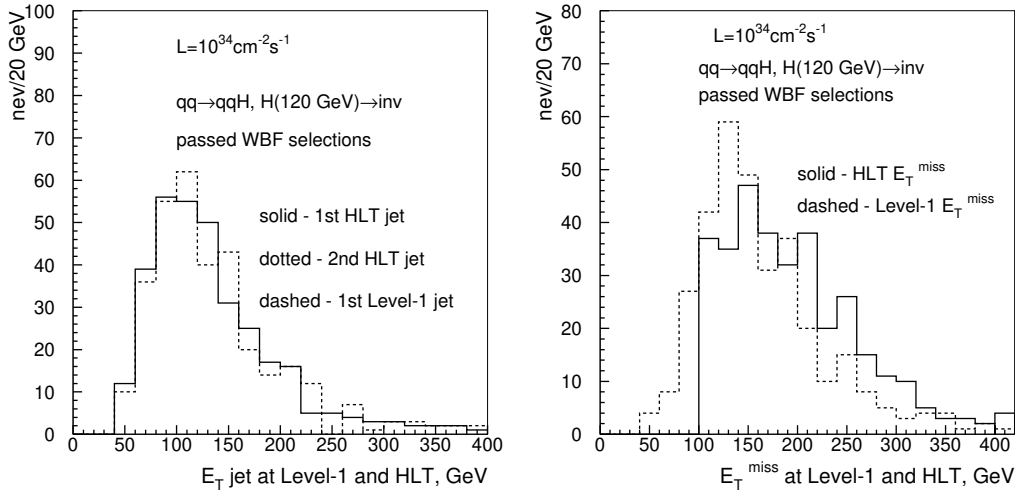 nev/20 GeV
100
90
80
70
60
50
40
30
20
10
0
L=10³⁴cm⁻²s⁻¹
qq→qqH, H(120 GeV)→inv
passed WBF selections
solid - 1st HLT jet
dotted - 2nd HLT jet
dashed - 1st Level-1 jet
0 50 100 150 200 250 300 350 400
E_T jet at Level-1 and HLT, GeV
nev/20 GeV
80
70
60
50
40
30
20
10
0
L=10³⁴cm⁻²s⁻¹
qq→qqH, H(120 GeV)→inv
passed WBF selections
solid - HLT E_T^miss
dashed - Level-1 E_T^miss
0 50 100 150 200 250 300 350 400
E_T^miss at Level-1 and HLT, GeV